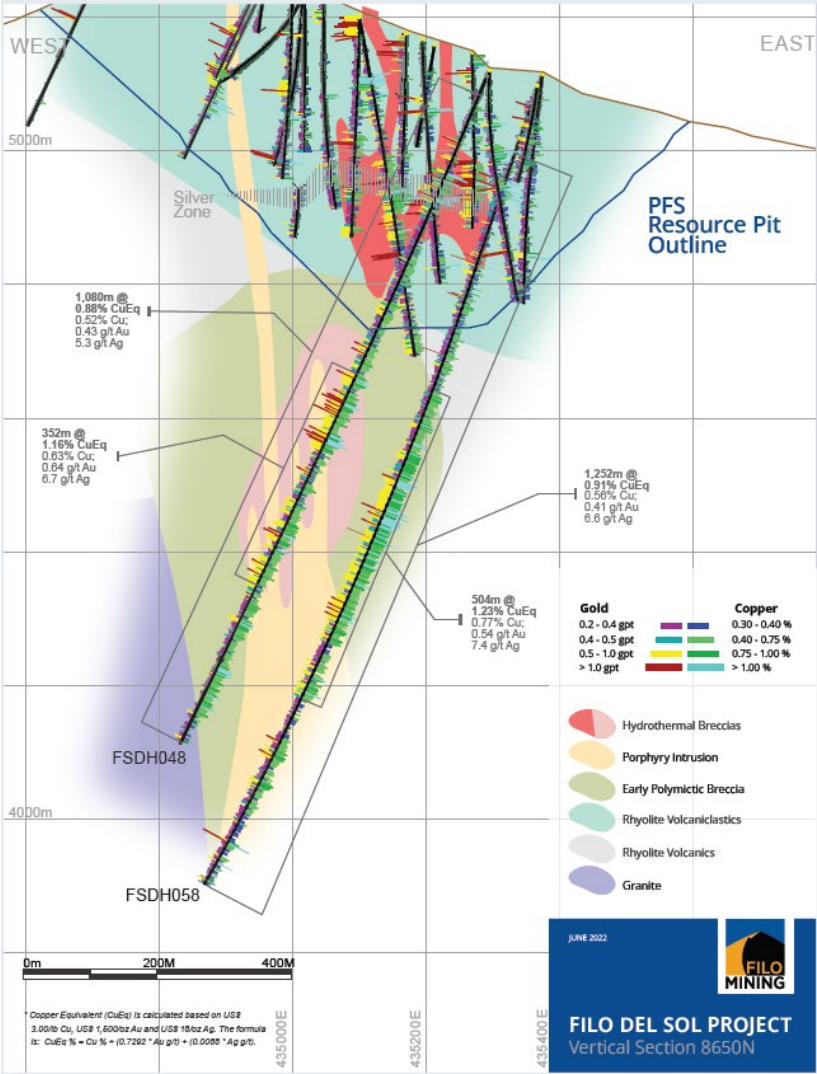 WEST
EAST
5000m
Silver
Zone
PFS
Resource Pit
Outline
1,080m @
0.88% CuEq
0.52% Cu;
0.43 g/t Au
5.3 g/t Ag
352m @
1.16% CuEq
0.63% Cu;
0.64 g/t Au
6.7 g/t Ag
1,252m @
0.91% CuEq
0.56% Cu;
0.41 g/t Au
6.6 g/t Ag
504m @
1.23% CuEq
0.77% Cu;
0.54 g/t Au
7.4 g/t Ag
Gold Copper
0.2 - 0.4 gpt 0.30 - 0.40 %
0.4 - 0.5 gpt 0.40 - 0.75 %
0.5 - 1.0 gpt 0.75 - 1.00 %
> 1.0 gpt > 1.00 %
Hydrothermal Breccias
Porphyry Intrusion
Early Polymictic Breccia
Rhyolite Volcaniclastics
Rhyolite Volcanics
Granite
FSDH048
4000m
FSDH058
0m 200M 400M
* Copper Equivalent (CuEq) is calculated based on US$
3.00/lb Cu, US$ 1,500/oz Au and US$ 18/oz Ag. The formula
is: CuEq % = Cu % + (0.7292 * Au g/t) + (0.0088 * Ag g/t).
435000E
435200E
435400E
JUNE 2022
FILO
MINING
FILO DEL SOL PROJECT
Vertical Section 8650N